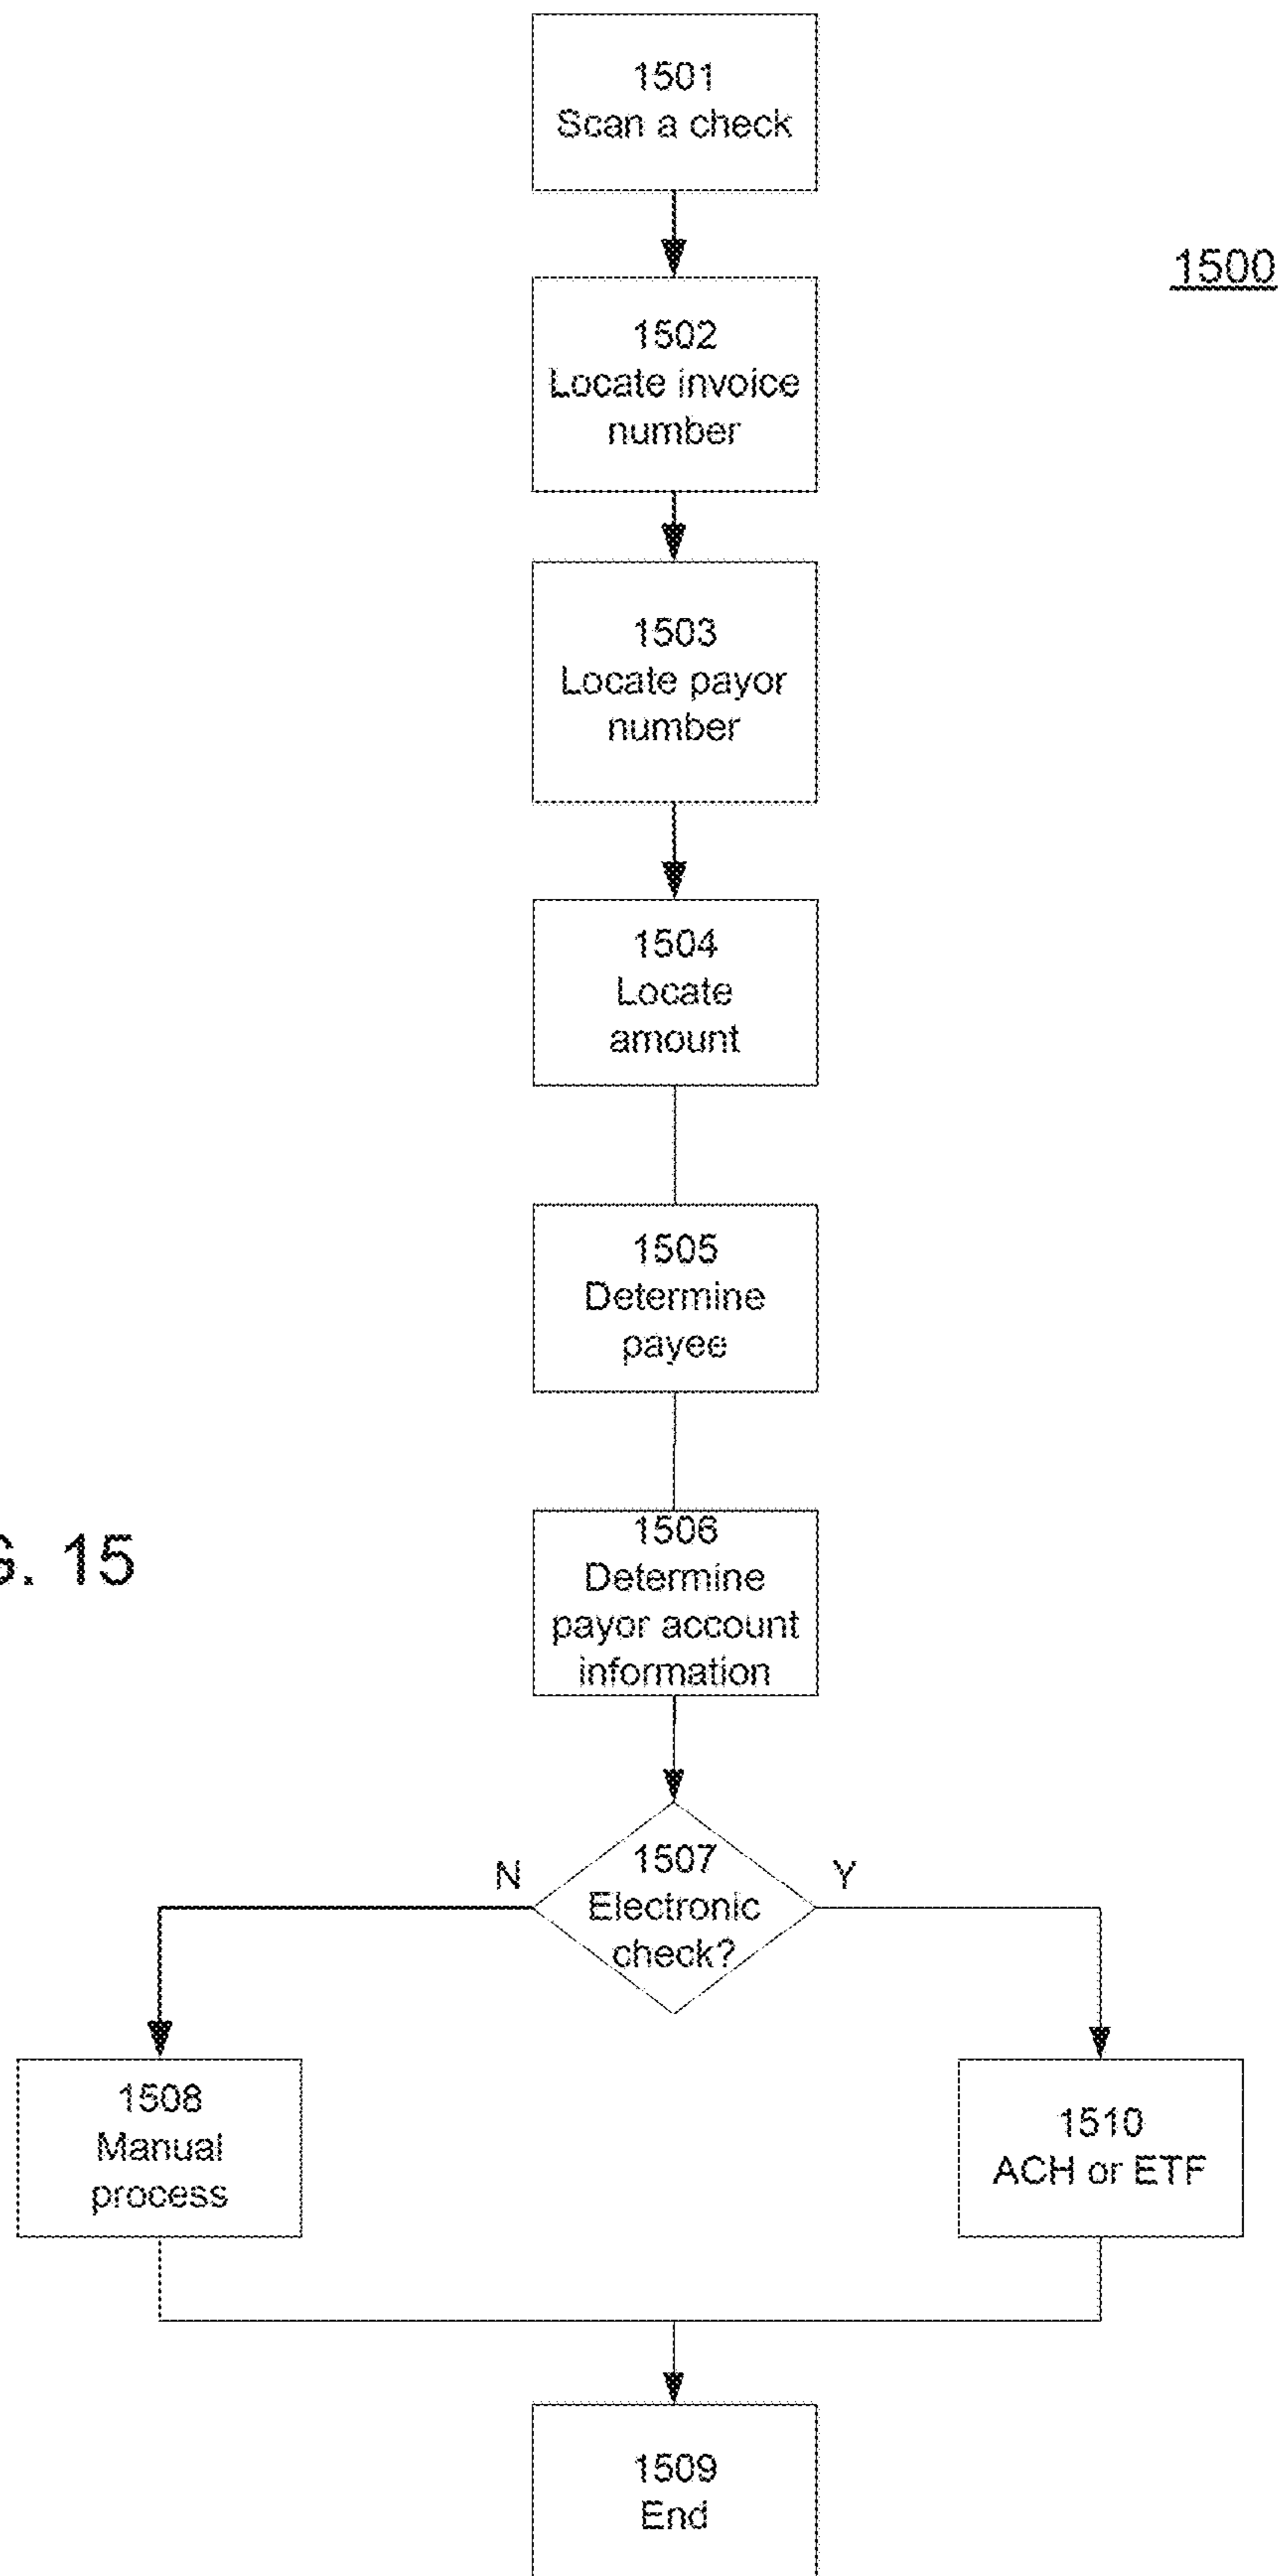 1501
Scan a check
1500
1502
Locate invoice
number
1503
Locate payor
number
1504
Locate
amount
1505
Determine
payee
G. 15
1506
Determine
payor account
information
N
1507
Y
Electronic
check?
1508
Manual
process
1510
ACH or ETF
1509
End